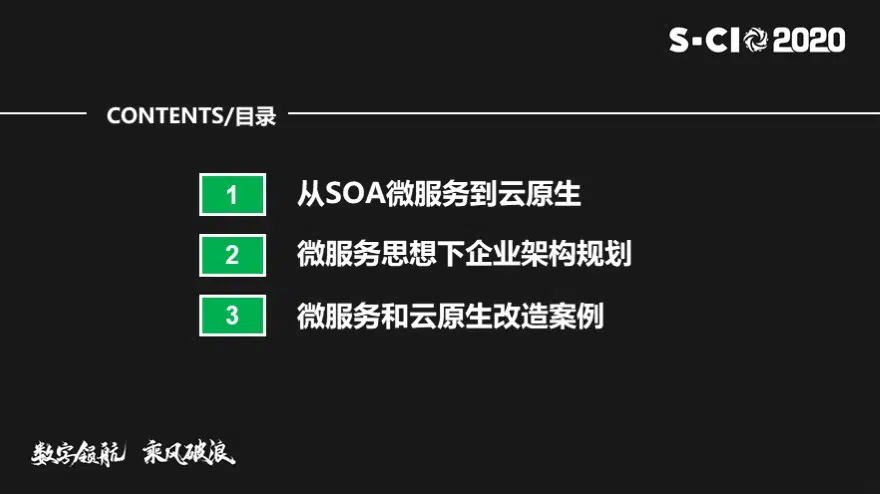 S-CIO2020
CONTENTS/目录
1 从SOA微服务到云原生
2 微服务思想下企业架构规划
3 微服务和云原生改造案例
数字领航 乘风破浪